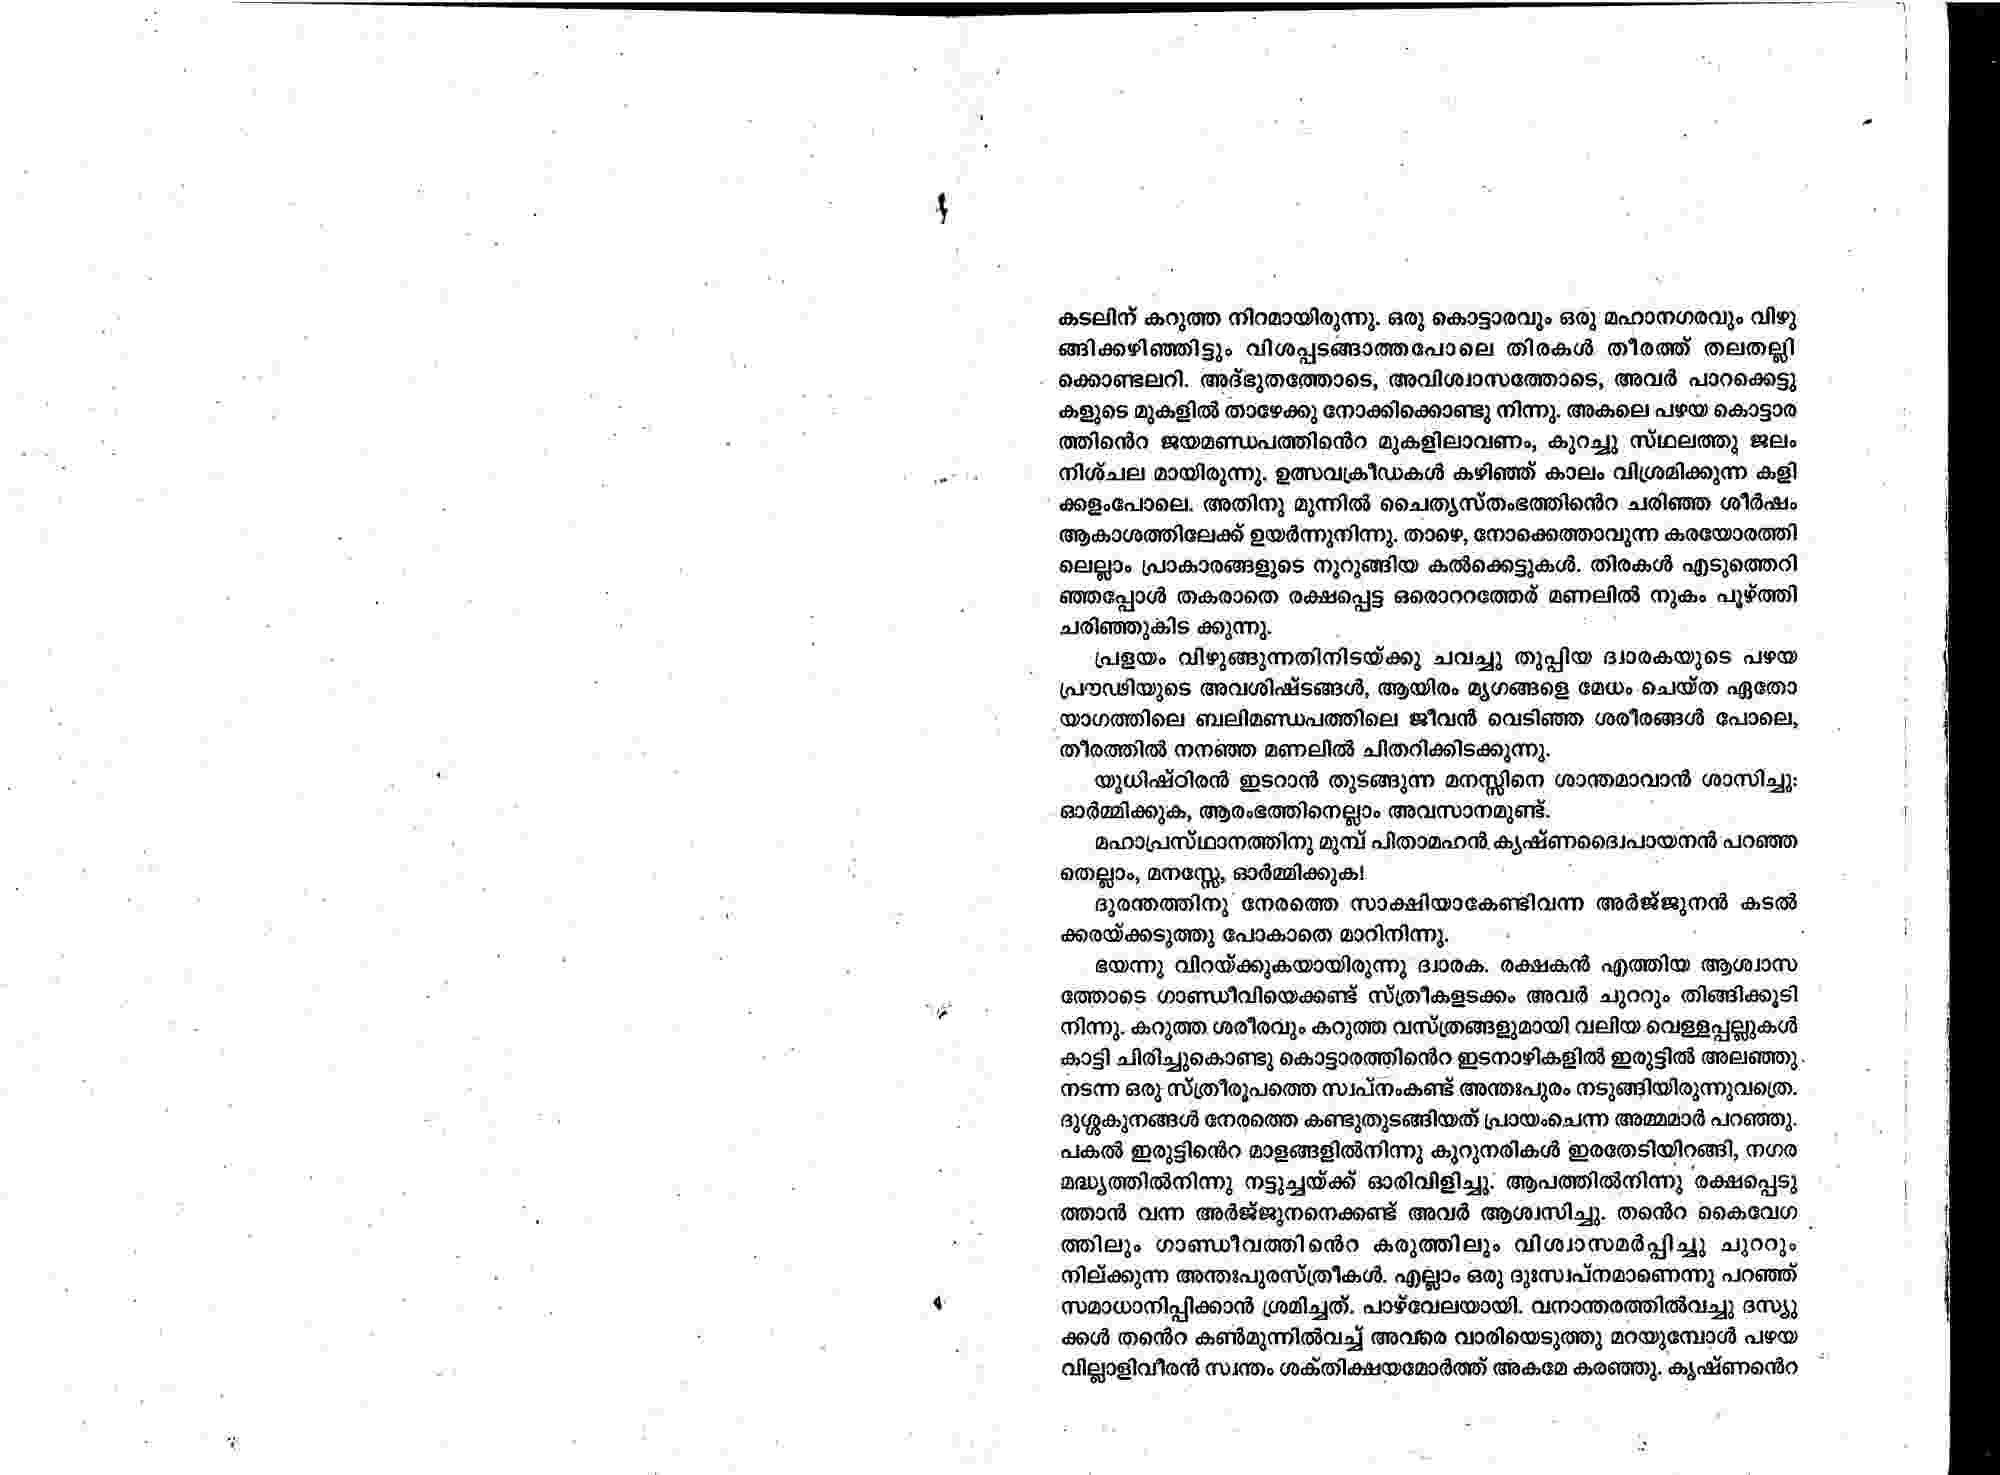 കടലിന് കറുത്ത നിറമായിരുന്നു. ഒരു കൊട്ടാരവും ഒരു മഹാനഗരവും വിഴു
ങ്ങിക്കഴിഞ്ഞിട്ടും വിശപ്പടങ്ങാത്തപോലെ തിരകൾ തീരത്ത് തലതല്ലി
ക്കൊണ്ടലറി. അദ്ഭുതത്തോടെ, അവിശ്വാസത്തോടെ, അവർ പാറക്കെട്ടു
കളുടെ മുകളിൽ താഴേക്കു നോക്കിക്കൊണ്ടു നിന്നു. അകലെ പഴയ കൊട്ടാര
ത്തിൻെറ ജയമണ്ഡപത്തിൻെറ മുകളിലാവണം, കുറച്ചു സ്ഥലത്തു ജലം
നിശ്ചല മായിരുന്നു. ഉത്സവക്രീഡകൾ കഴിഞ്ഞ് കാലം വിശ്രമിക്കുന്ന കളി
ക്കളംപോലെ. അതിനു മുന്നിൽ ചൈത്യസ്തംഭത്തിൻെറ ചരിഞ്ഞ ശീർഷം
ആകാശത്തിലേക്ക് ഉയർന്നുനിന്നു. താഴെ, നോക്കെത്താവുന്ന കരയോരത്തി
ലെല്ലാം പ്രാകാരങ്ങളുടെ നുറുങ്ങിയ കൽക്കെട്ടുകൾ. തിരകൾ എടുത്തെറി
ഞ്ഞപ്പോൾ തകരാതെ രക്ഷപ്പെട്ട ഒരൊററത്തേര് മണലിൽ നുകം പൂഴ്ത്തി
ചരിഞ്ഞുകിട ക്കുന്നു.
പ്രളയം വിഴുങ്ങുന്നതിനിടയ്ക്കു ചവച്ചു തുപ്പിയ ദ്വാരകയുടെ പഴയ
പ്രൗഢിയുടെ അവശിഷ്ടങ്ങൾ, ആയിരം മൃഗങ്ങളെ മേധം ചെയ്ത ഏതോ
യാഗത്തിലെ ബലിമണ്ഡപത്തിലെ ജീവൻ വെടിഞ്ഞ ശരീരങ്ങൾ പോലെ,
തീരത്തിൽ നനഞ്ഞ മണലിൽ ചിതറിക്കിടക്കുന്നു.
യുധിഷ്ഠിരൻ ഇടറാൻ തുടങ്ങുന്ന മനസ്സിനെ ശാന്തമാവാൻ ശാസിച്ചു:
ഓർമ്മിക്കുക, ആരംഭത്തിനെല്ലാം അവസാനമുണ്ട്.
മഹാപ്രസ്ഥാനത്തിനു മുമ്പ് പിതാമഹൻ കൃഷ്ണദ്വൈപായനൻ പറഞ്ഞ
തെല്ലാം, മനസ്സേ, ഓർമ്മിക്കുക!
ദുരന്തത്തിനു നേരത്തെ സാക്ഷിയാകേണ്ടിവന്ന അർജ്ജുനൻ കടൽ
ക്കരയ്ക്കടുത്തു പോകാതെ മാറിനിന്നു.
ഭയന്നു വിറയ്ക്കുകയായിരുന്നു ദ്വാരക. രക്ഷകൻ എത്തിയ ആശ്വാസ
ത്തോടെ ഗാണ്ഡീവിയെക്കണ്ട് സ്ത്രീകളടക്കം അവർ ചുററും തിങ്ങിക്കൂടി
നിന്നു. കറുത്ത ശരീരവും കറുത്ത വസ്ത്രങ്ങളുമായി വലിയ വെള്ളപ്പല്ലുകൾ
കാട്ടി ചിരിച്ചുകൊണ്ടു കൊട്ടാരത്തിൻെറ ഇടനാഴികളിൽ ഇരുട്ടിൽ അലഞ്ഞു
നടന്ന ഒരു സ്ത്രീരൂപത്തെ സ്വപ്നംകണ്ട് അന്തഃപുരം നടുങ്ങിയിരുന്നുവത്രെ.
ദുശ്ശകുനങ്ങൾ നേരത്തെ കണ്ടുതുടങ്ങിയത് പ്രായംചെന്ന അമ്മമാർ പറഞ്ഞു.
പകൽ ഇരുട്ടിൻെറ മാളങ്ങളിൽനിന്നു കുറുനരികൾ ഇരതേടിയിറങ്ങി, നഗര
മദ്ധ്യത്തിൽനിന്നു നട്ടുച്ചയ്ക്ക് ഓരിവിളിച്ചു. ആപത്തിൽനിന്നു രക്ഷപ്പെടു
ത്താൻ വന്ന അർജ്ജുനനെക്കണ്ട് അവർ ആശ്വസിച്ചു. തൻെറ കൈവേഗ
ത്തിലും ഗാണ്ഡീവത്തിൻെറ കരുത്തിലും വിശ്വാസമർപ്പിച്ചു ചുററും
നില്ക്കുന്ന അന്തഃപുരസ്ത്രീകൾ. എല്ലാം ഒരു ദുഃസ്വപ്നമാണെന്നു പറഞ്ഞ്
സമാധാനിപ്പിക്കാൻ ശ്രമിച്ചത്. പാഴ്‌വേലയായി. വനാന്തരത്തിൽവച്ചു ദസ്യു
ക്കൾ തൻെറ കൺമുന്നിൽവച്ച് അവരെ വാരിയെടുത്തു മറയുമ്പോൾ പഴയ
വില്ലാളിവീരൻ സ്വന്തം ശക്തിക്ഷയമോർത്ത് അകമേ കരഞ്ഞു. കൃഷ്ണൻെറ